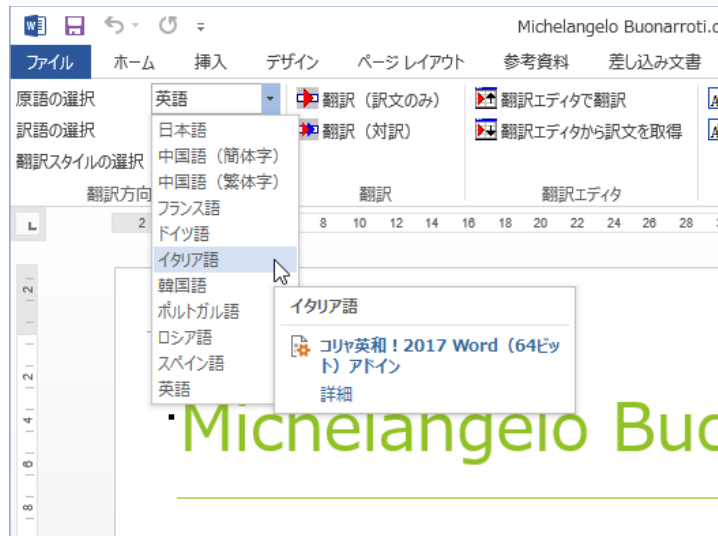 Michelangelo Buonarroti.
ファイル ホーム 挿入 デザイン ページ レイアウト 参考資料 差し込み文書
原語の選択 英語 翻訳（訳文のみ） 翻訳エディタで翻訳
訳語の選択 翻訳（対訳） 翻訳エディタから訳文を取得
翻訳スタイルの選択
翻訳方向 翻訳 翻訳エディタ
日本語
中国語（簡体字）
中国語（繁体字）
フランス語
ドイツ語
イタリア語
韓国語
ポルトガル語
ロシア語
スペイン語
英語
2 8 10 12 14 16 18 20 22 24 26 28
2
2
4
6
8
イタリア語
コリャ英和！2017 Word（64ビッ
ト）アドイン
詳細
Michelangelo Buo